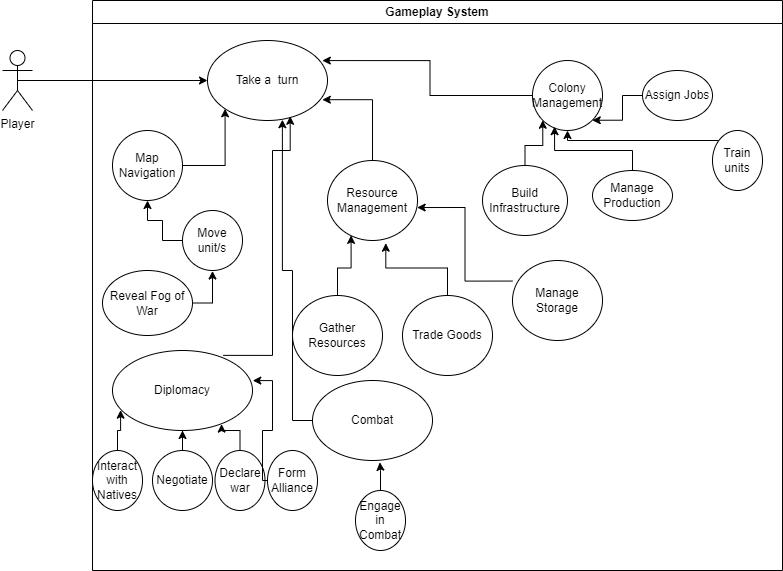 Gameplay System
Player
Take a turn
Colony
Management
Assign Jobs
Map
Navigation
Train
units
Resource
Management
Build
Infrastructure
Manage
Production
Move
unit/s
Reveal Fog of
War
Manage
Storage
Gather
Resources
Trade Goods
Diplomacy
Combat
Interact
with
Natives
Negotiate
Declare
war
Form
Alliance
Engage
in
Combat